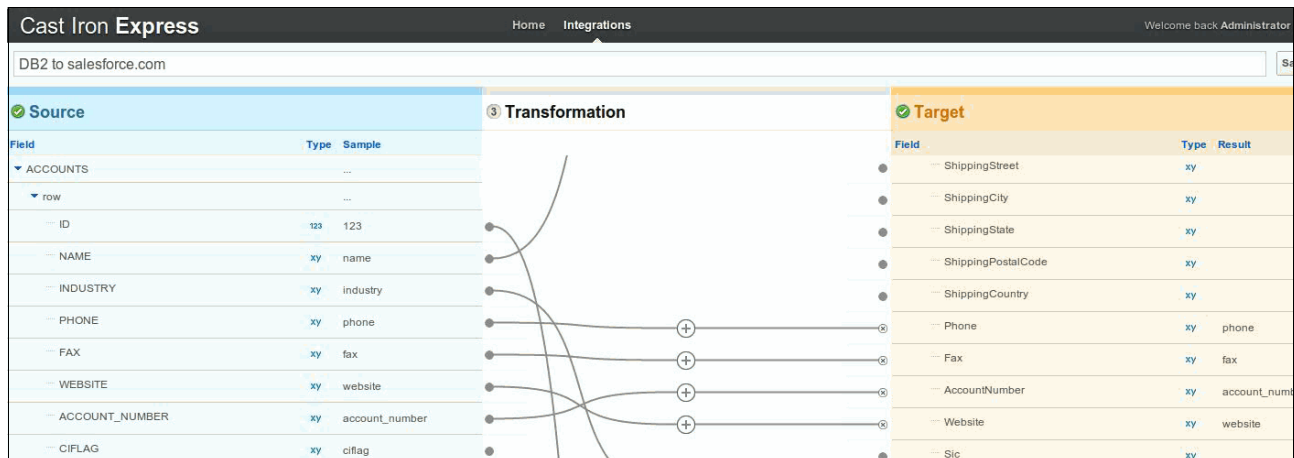 Cast Iron Express Home Integrations Welcome back Administrator
DB2 to salesforce.com
Source 3 Transformation Target
Field Type Sample Field Type Result
ACCOUNTS ... ShippingStreet xy
row ... ShippingCity xy
ID 123 123 ShippingState xy
NAME xy name ShippingPostalCode xy
INDUSTRY xy industry ShippingCountry xy
PHONE xy phone Phone xy phone
FAX xy fax Fax xy fax
WEBSITE xy website AccountNumber xy
ACCOUNT_NUMBER xy account_number Website xy website
CIFLAG xy ciflag Sic xy